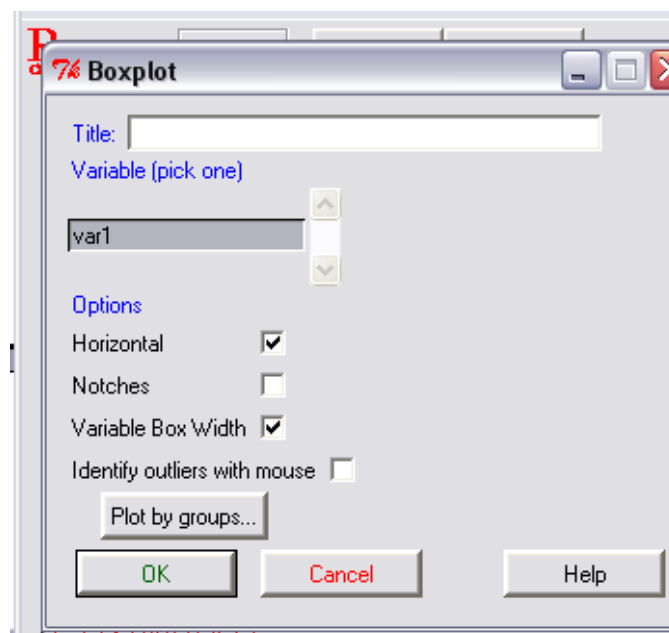 R
Boxplot
Title:
Variable (pick one)
var1
Options
Horizontal
Notches
Variable Box Width
Identify outliers with mouse
Plot by groups...
OK Cancel Help